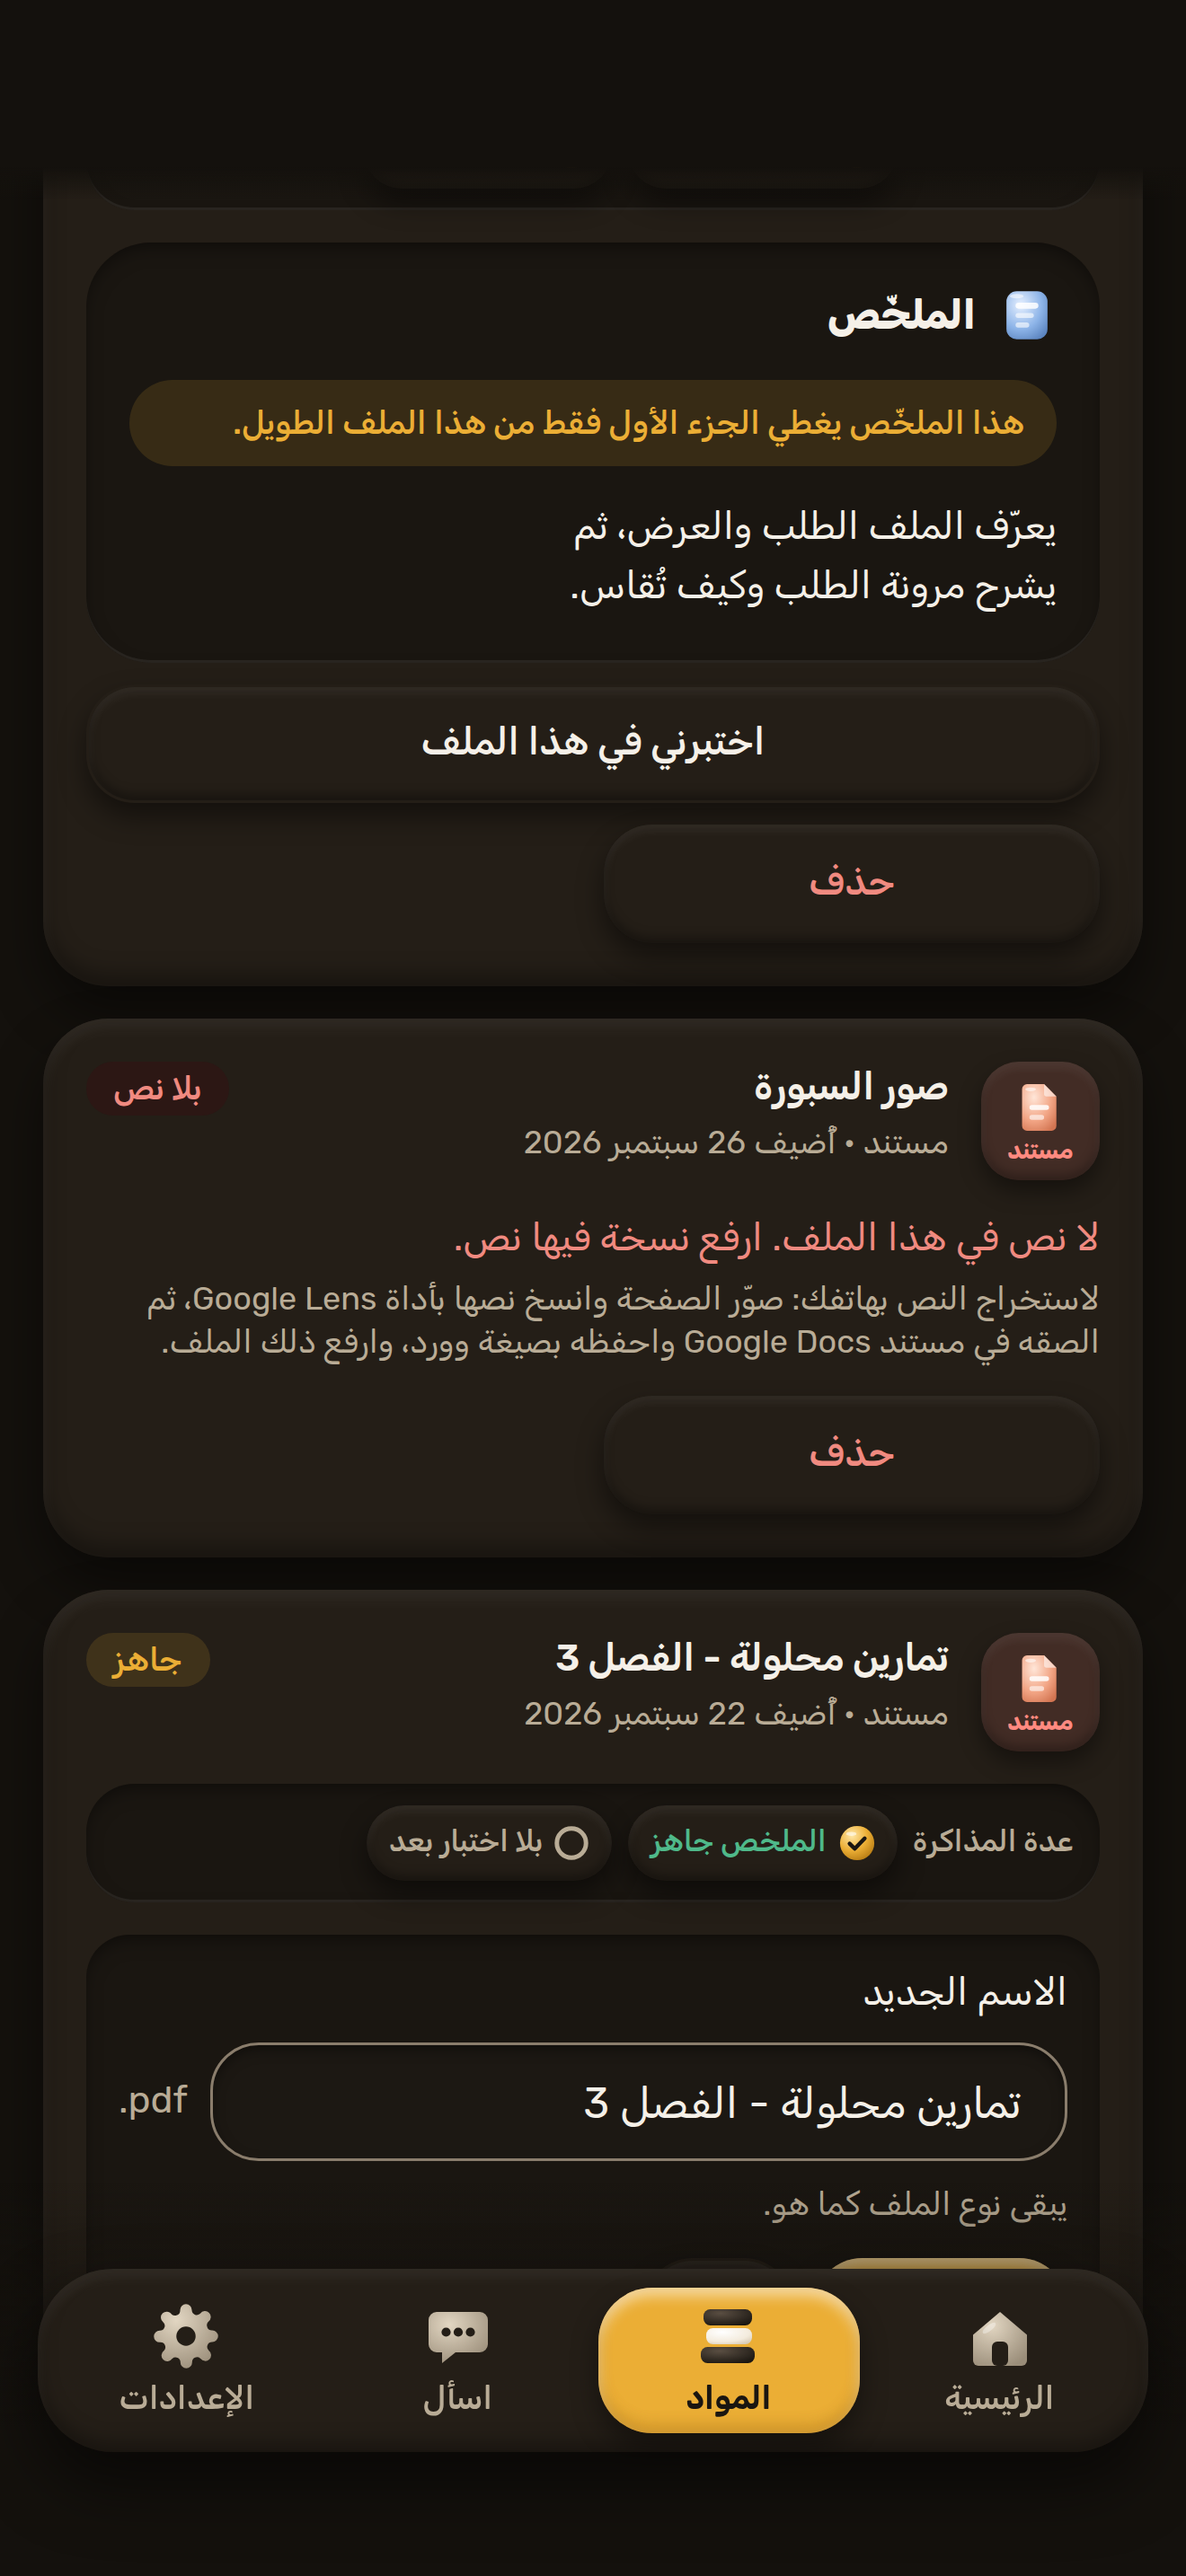 الملخّص
هذا الملخّص يغطي الجزء الأول فقط من هذا الملف الطويل.
يعرّف الملف الطلب والعرض، ثم
يشرح مرونة الطلب وكيف تُقاس.
اختبرني في هذا الملف
حذف
صور السبورة
بلا نص
مستند • أُضيف 26 سبتمبر 2026
مستند
لا نص في هذا الملف. ارفع نسخة فيها نص.
لاستخراج النص بهاتفك: صوّر الصفحة وانسخ نصها بأداة Google Lens، ثم
الصقه في مستند Google Docs واحفظه بصيغة وورد، وارفع ذلك الملف.
حذف
تمارين محلولة - الفصل 3
جاهز
مستند • أُضيف 22 سبتمبر 2026
مستند
عدة المذاكرة الملخص جاهز بلا اختبار بعد
الاسم الجديد
تمارين محلولة - الفصل 3
.pdf
يبقى نوع الملف كما هو.
الرئيسية المواد اسأل الإعدادات